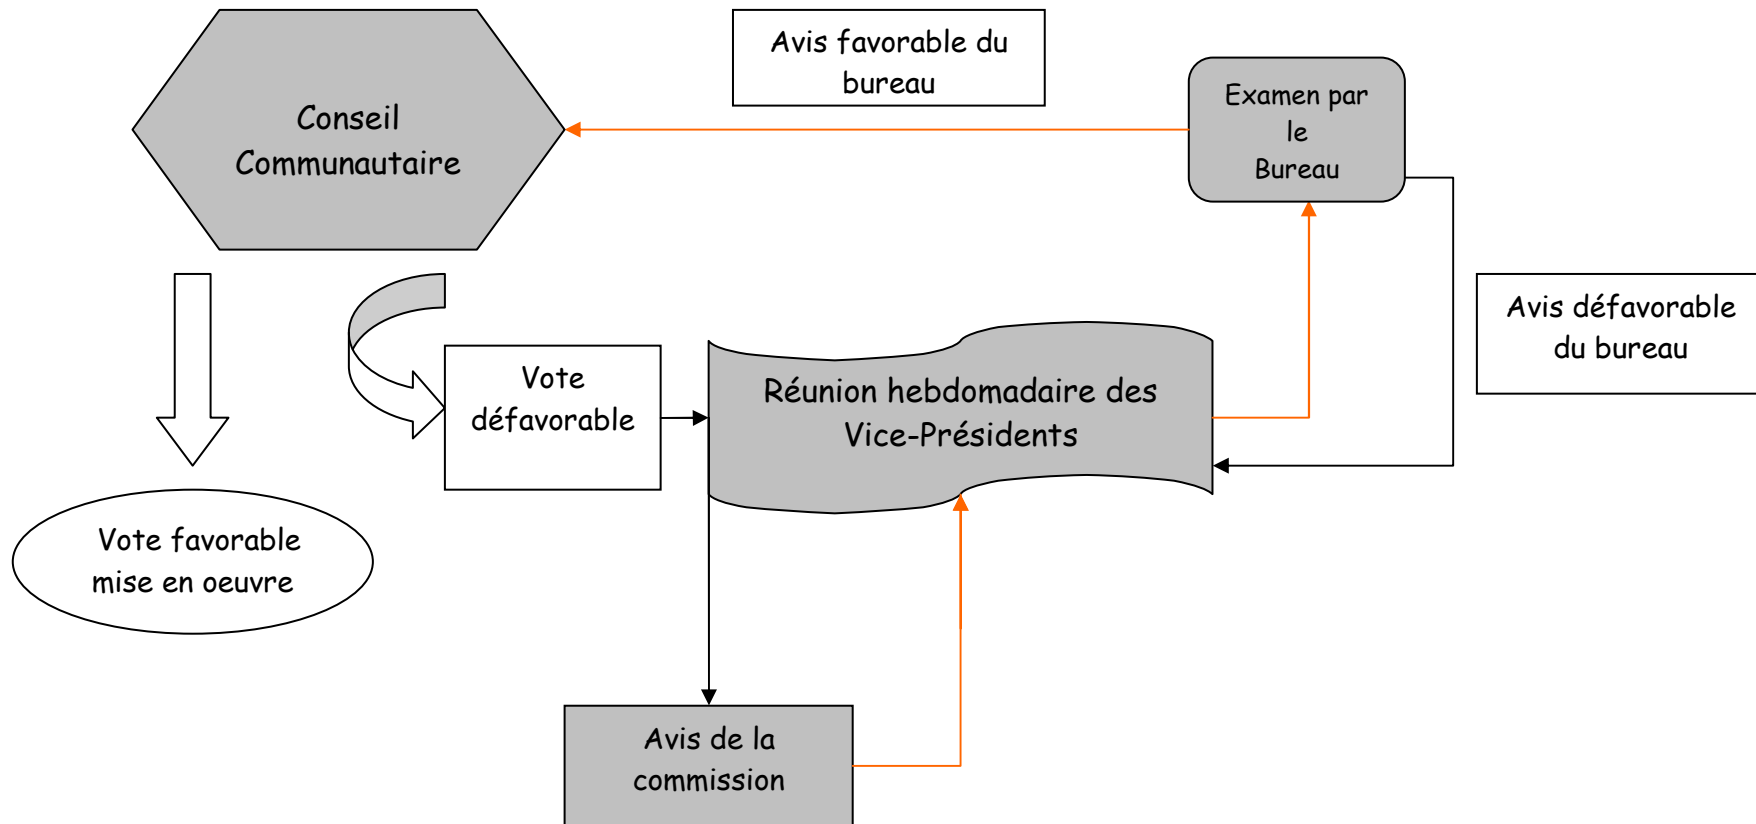 Avis favorable du
bureau
Examen par
le
Bureau
Conseil
Communautaire
Avis défavorable
du bureau
Vote
défavorable
Réunion hebdomadaire des
Vice-Présidents
Vote favorable
mise en oeuvre
Avis de la
commission